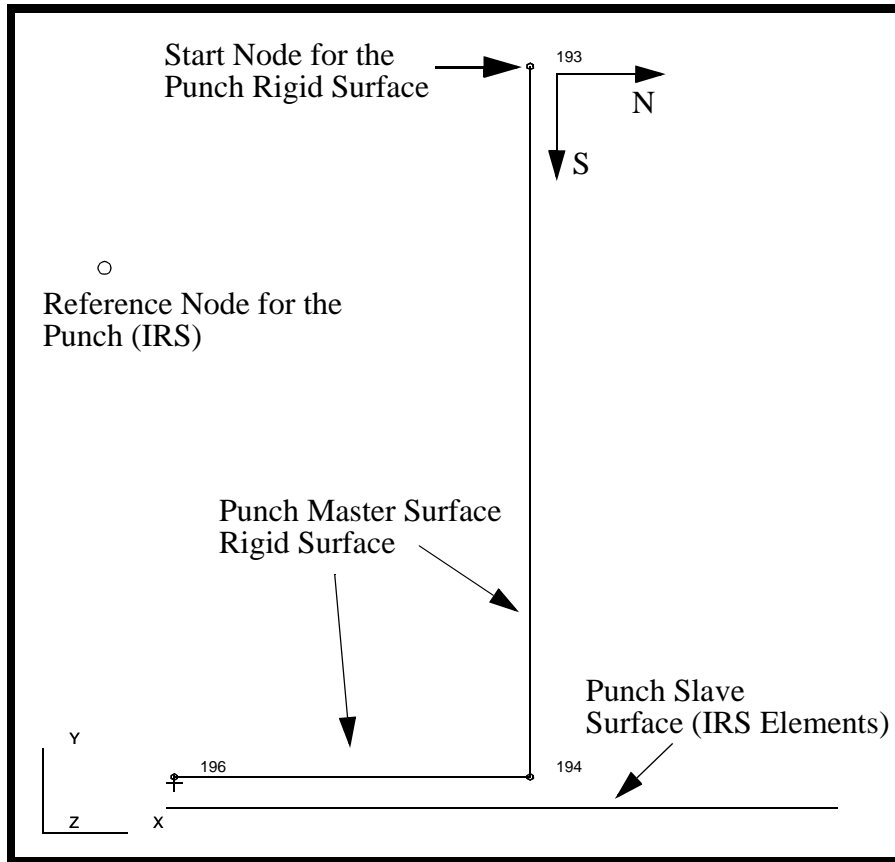 Start Node for the
Punch Rigid Surface
193
N
S
Reference Node for the
Punch (IRS)
Punch Master Surface
Rigid Surface
Punch Slave
Surface (IRS Elements)
Y
196
194
Z
X